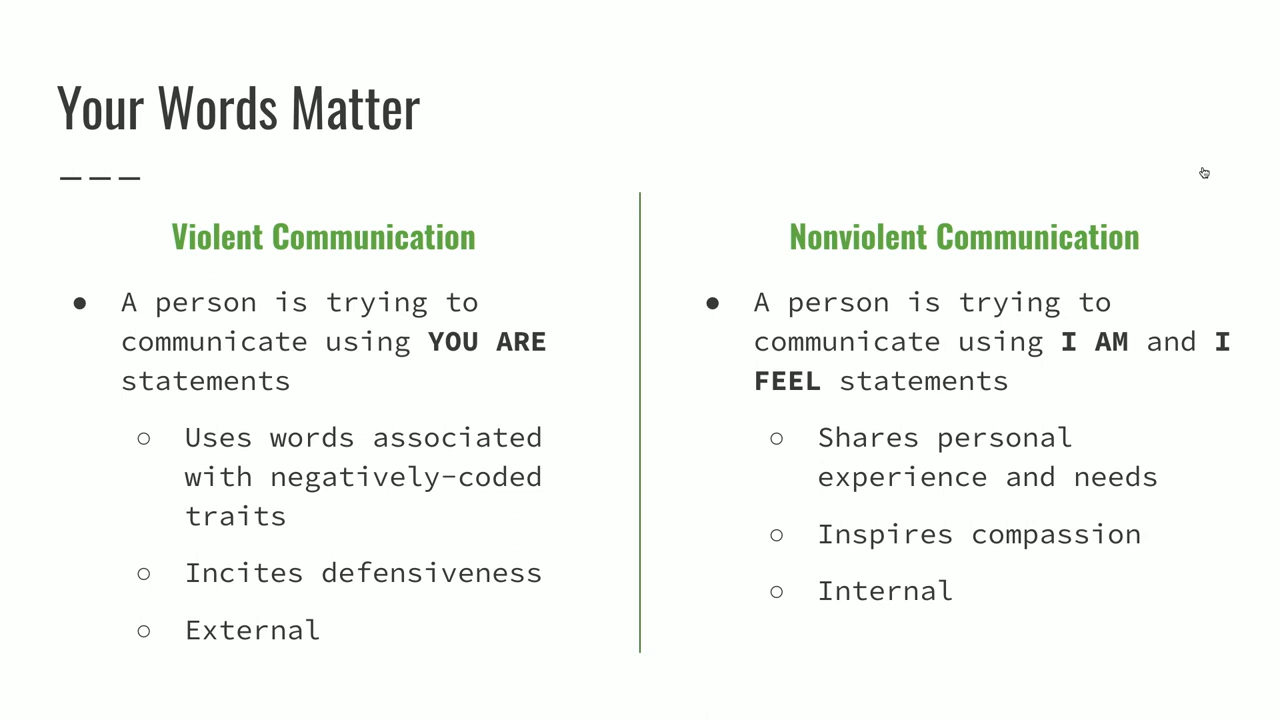 Your Words Matter
Violent Communication
● A person is trying to
communicate using YOU ARE
statements
○ Uses words associated
with negatively-coded
traits
○ Incites defensiveness
○ External
Nonviolent Communication
● A person is trying to
communicate using I AM and I
FEEL statements
○ Shares personal
experience and needs
○ Inspires compassion
○ Internal